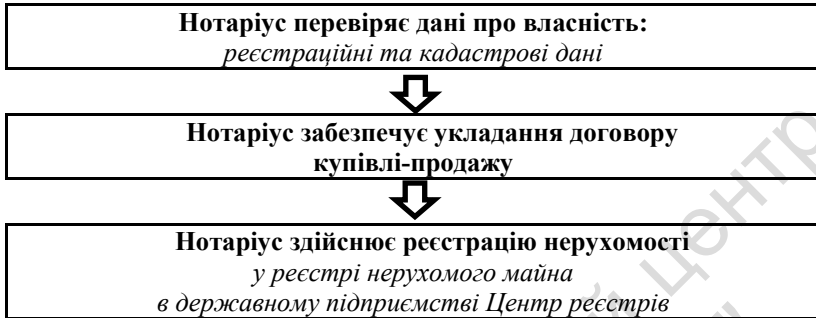 Нотаріус перевіряє дані про власність:
реєстраційні та кадастрові дані
Нотаріус забезпечує укладання договору
купівлі-продажу
Нотаріус здійснює реєстрацію нерухомості
у реєстрі нерухомого майна
в державному підприємстві Центр реєстрів
центр